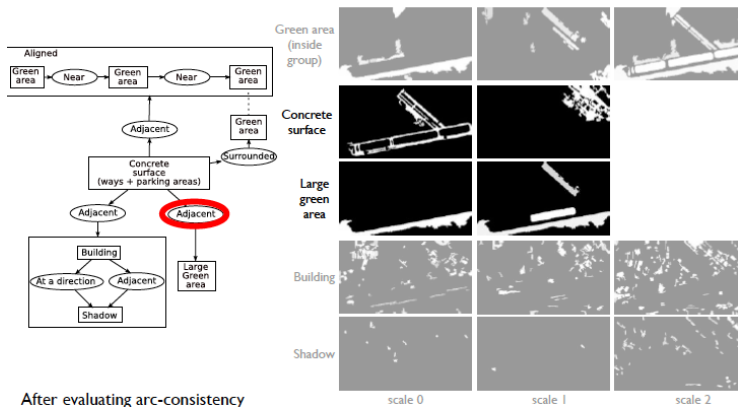 Aligned
Green
area
Near
Green
area
Near
Green
area
Adjacent
Green
area
Concrete
surface
(ways + parking areas)
Surrounded
Adjacent
Adjacent
Building
At a direction
Adjacent
Shadow
Large
Green
area
After evaluating arc-consistency
Green area
(inside
group)
Concrete
surface
Large
green
area
Building
Shadow
scale 0
scale 1
scale 2